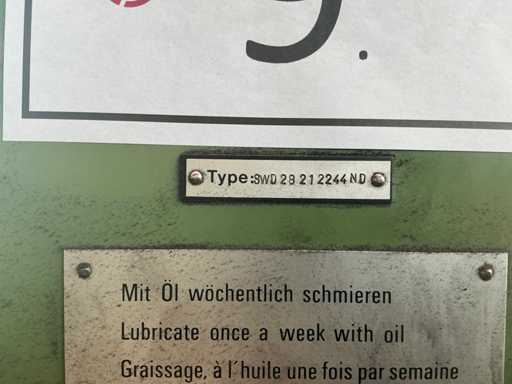 g.
Type: SWD 28 21 2244 ND
Mit Öl wöchentlich schmieren
Lubricate once a week with oil
Graissage, à l'huile une fois par semaine